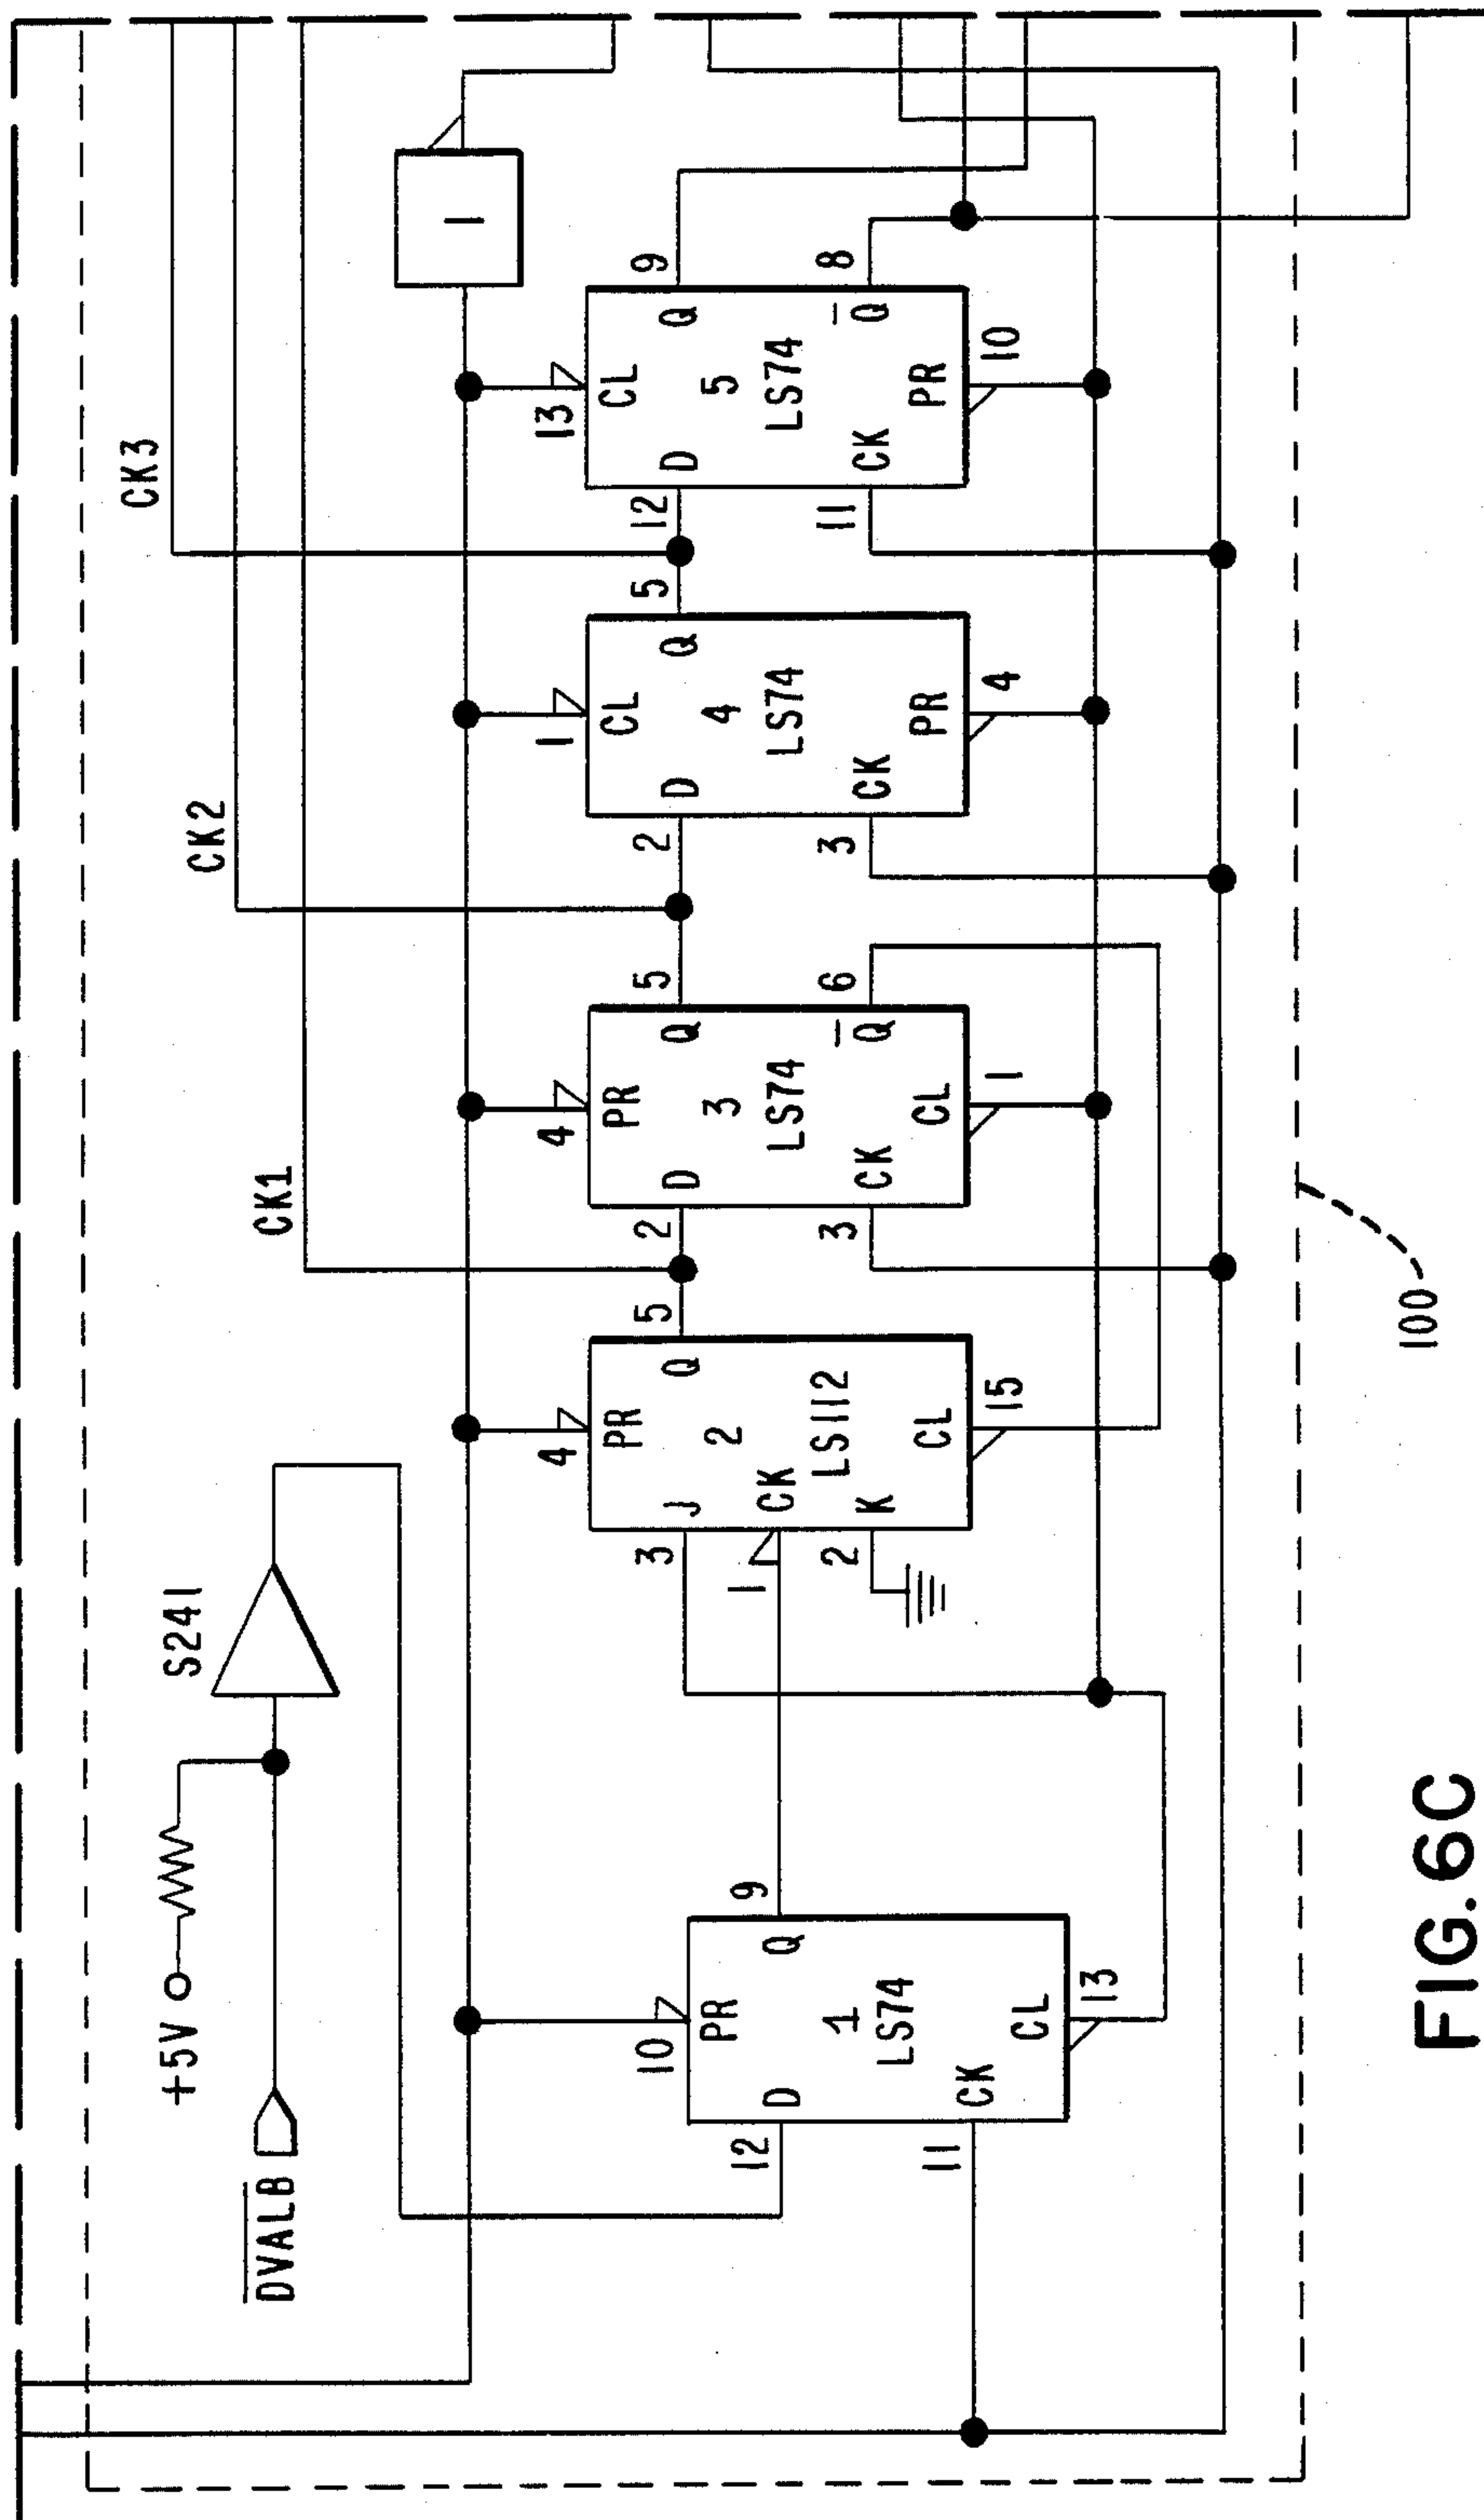 CK3
CK2
CK1
S241
+5V
DVALB
1
10
PR
12
D
Q
9
1
LS74
11
CK
CL
13
4
PR
3
J
Q
5
2
1
CK
LS112
2
K
CL
15
4
PR
2
D
Q
5
3
LS74
3
CK
Q
6
CL
1
1
CL
2
D
Q
5
4
LS74
3
CK
PR
4
13
CL
12
D
Q
9
5
LS74
11
CK
Q
8
PR
10
100
FIG. 6C